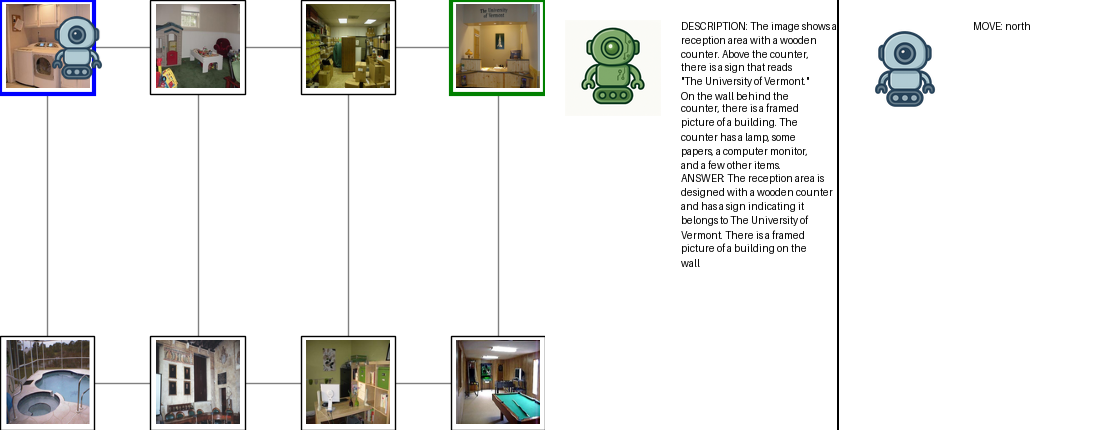 The University
of Vermont
DESCRIPTION: The image shows a
reception area with a wooden
counter. Above the counter,
there is a sign that reads
"The University of Vermont."
On the wall behind the
counter, there is a framed
picture of a building. The
counter has a lamp, some
papers, a computer monitor,
and a few other items.
ANSWER: The reception area is
designed with a wooden counter
and has a sign indicating it
belongs to The University of
Vermont. There is a framed
picture of a building on the
wall
MOVE: north